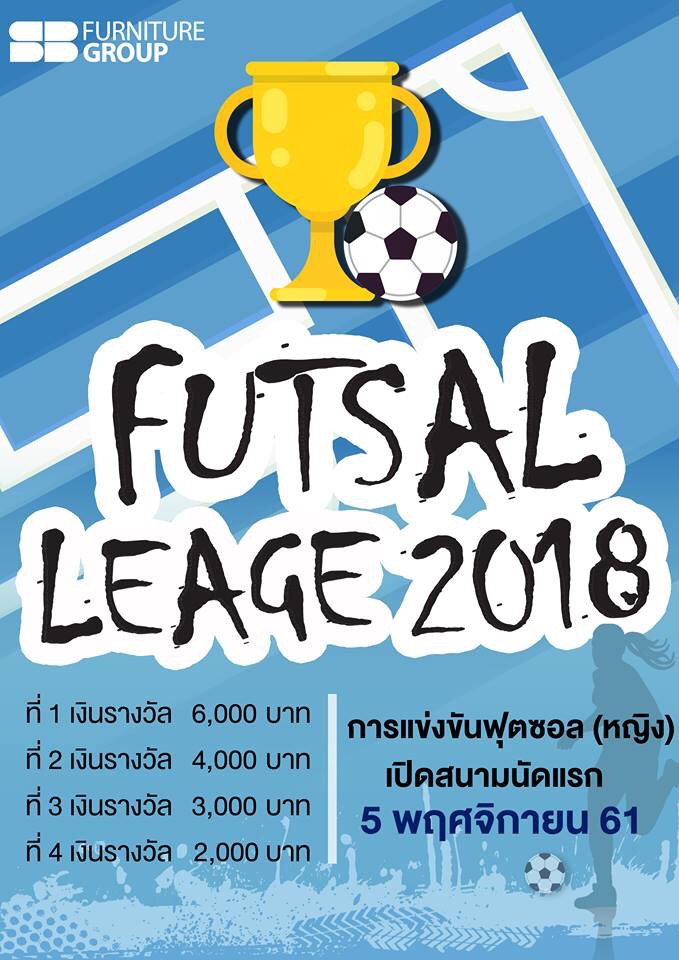 SB FURNITURE
GROUP
FUTSAL
LEAGE 2018
ที่ 1 เงินรางวัล 6,000 บาท
ที่ 2 เงินรางวัล 4,000 บาท
ที่ 3 เงินรางวัล 3,000 บาท
ที่ 4 เงินรางวัล 2,000 บาท
การแข่งขันฟุตซอล (หญิง)
เปิดสนามนัดแรก
5 พฤศจิกายน 61